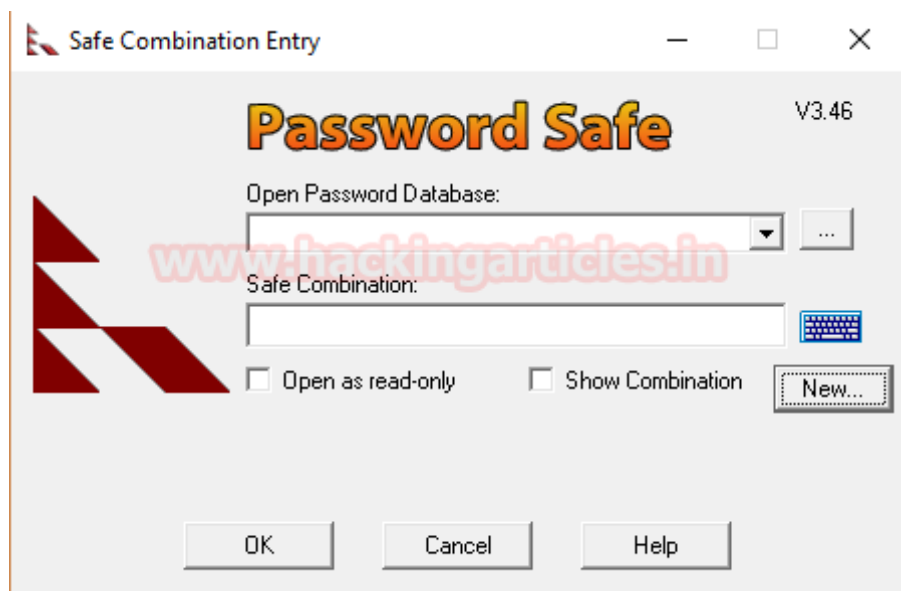 Safe Combination Entry
Password Safe
V3.46
Open Password Database:
...
www.hackingarticles.in
Safe Combination:
Open as read-only
Show Combination
New...
OK
Cancel
Help